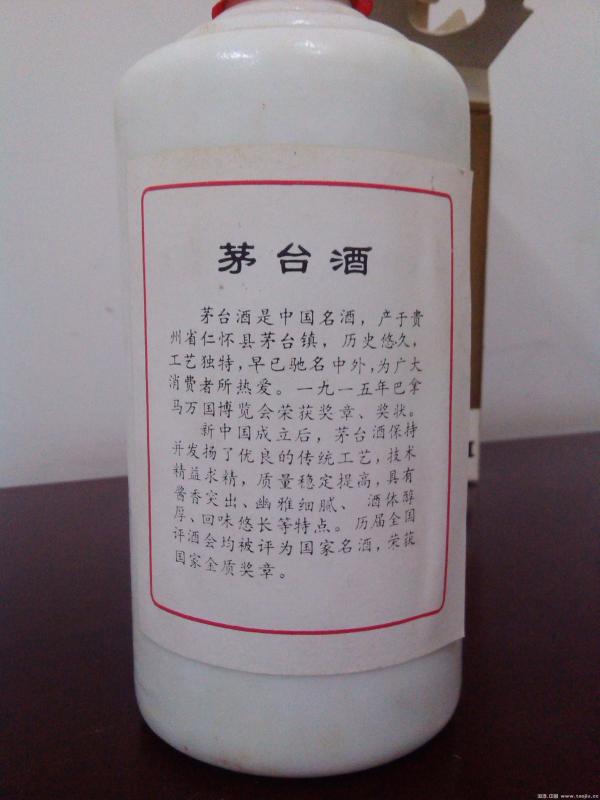 茅台酒
茅台酒是中国名酒，产于贵
州省仁怀县茅台镇，历史悠久，
工艺独特，早已驰名中外，为广大
消费者所热爱。一九一五年巴拿
马万国博览会荣获奖章、奖状。
新中国成立后，茅台酒保持
并发扬了优良的传统工艺，技术
精益求精，质量稳定提高，具有
酱香突出、幽雅细腻、酒体醇
厚、回味悠长等特点。历届全国
评酒会均被评为国家名酒，荣获
国家金质奖章。
www.taojiu.cc